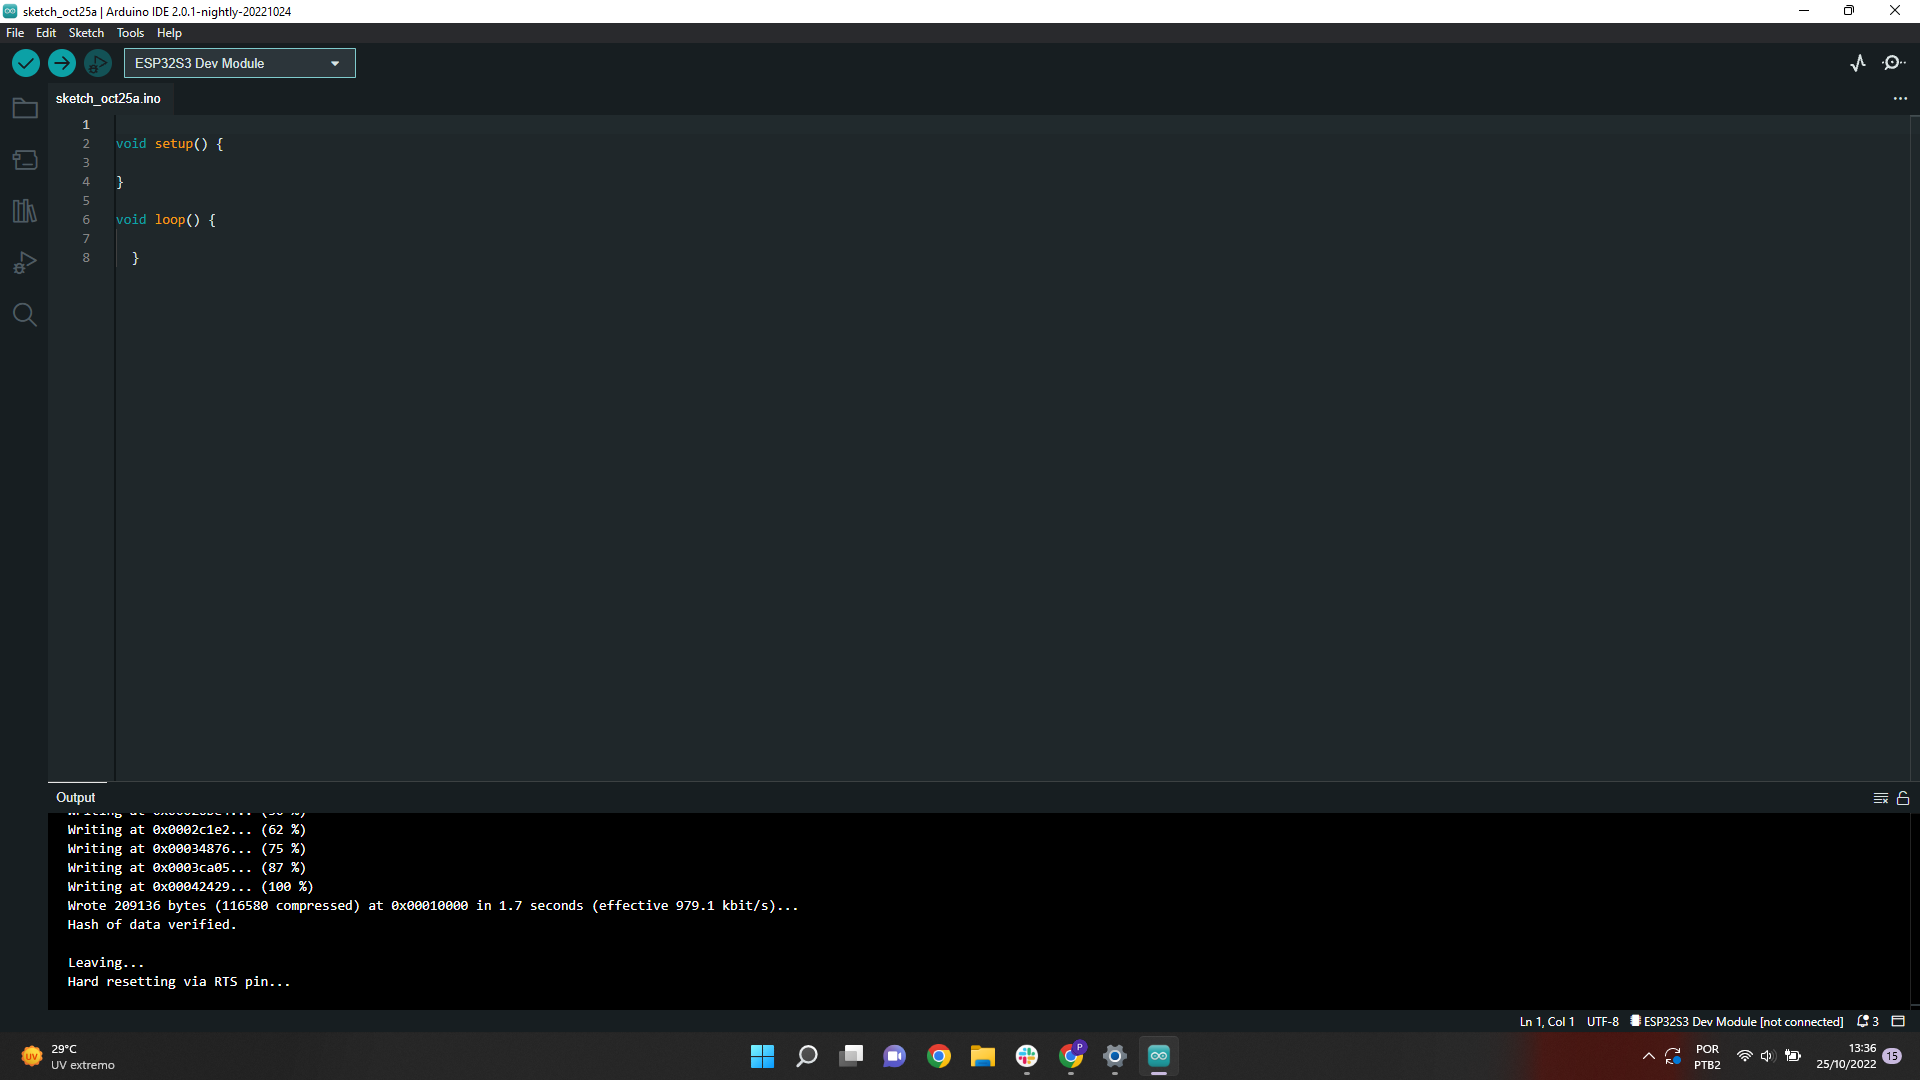 sketch_oct25a | Arduino IDE 2.0.1-nightly-20221024
File Edit Sketch Tools Help
ESP32S3 Dev Module
sketch_oct25a.ino
1
2 void setup() {
3
4 }
5
6 void loop() {
7
8 }
Output
Writing at 0x0002c1e2... (62 %)
Writing at 0x00034876... (75 %)
Writing at 0x0003ca05... (87 %)
Writing at 0x00042429... (100 %)
Wrote 209136 bytes (116580 compressed) at 0x00010000 in 1.7 seconds (effective 979.1 kbit/s)...
Hash of data verified.
Leaving...
Hard resetting via RTS pin...
Ln 1, Col 1 UTF-8 ESP32S3 Dev Module [not connected] 3
UV
29°C
UV extremo
P
POR
PTB2
13:36
25/10/2022
15